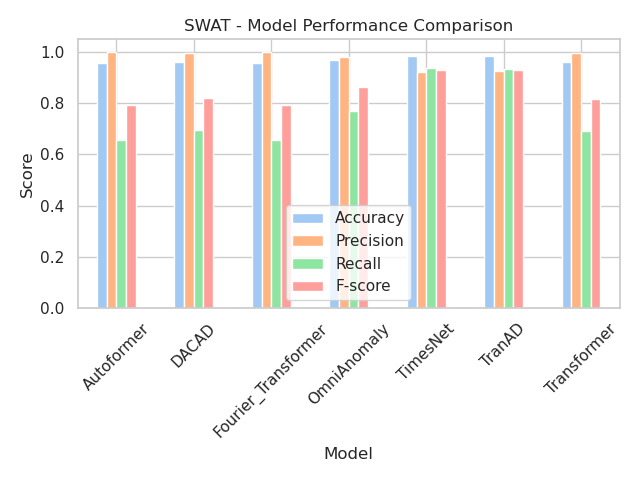 SWAT - Model Performance Comparison
1.0
0.8
0.6
0.4
0.2
0.0
Score
Accuracy
Precision
Recall
F-score
Autoformer
DACAD
Fourier_Transformer
OmniAnomaly
TimesNet
TranAD
Transformer
Model